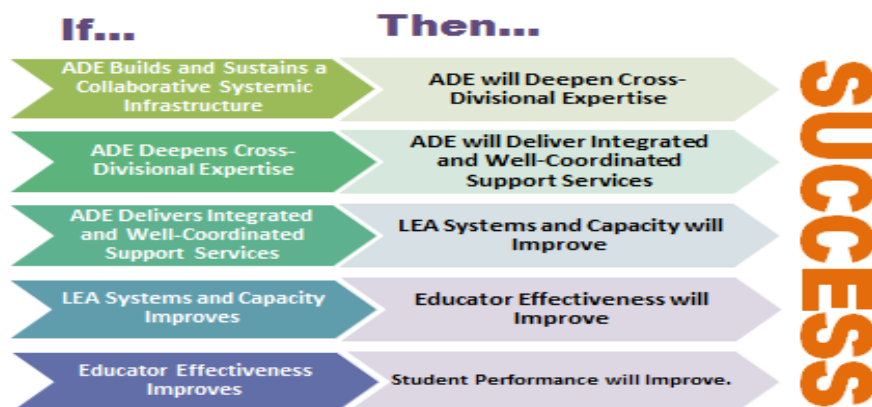 If...
Then...
ADE Builds and Sustains a
Collaborative Systemic
Infrastructure
ADE will Deepen Cross-
Divisional Expertise
ADE Deepens Cross-
Divisional Expertise
ADE will Deliver Integrated
and Well-Coordinated
Support Services
ADE Delivers Integrated
and Well-Coordinated
Support Services
LEA Systems and Capacity will
Improve
LEA Systems and Capacity
Improves
Educator Effectiveness will
Improve
Educator Effectiveness
Improves
Student Performance will Improve.
SUCCESS